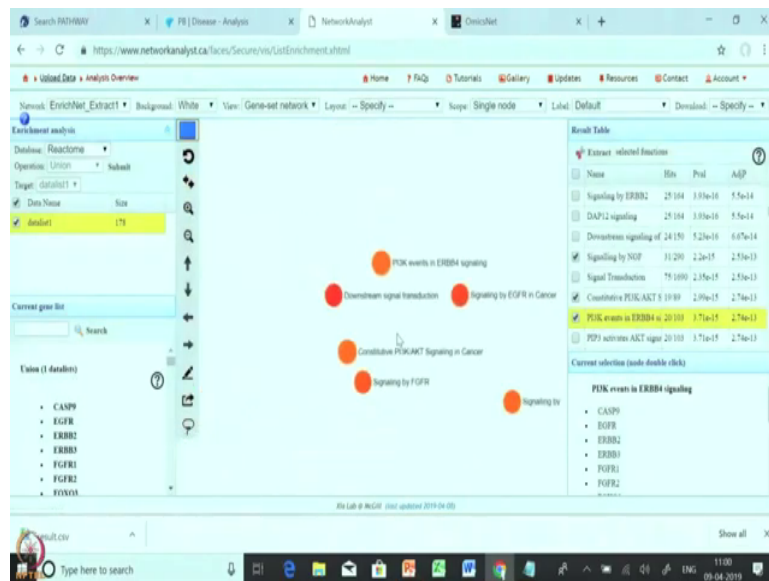 Search PATHWAY
PB | Disease - Analysis
NetworkAnalyst
OmicsNet
https://www.networkanalyst.ca/faces/Secure/vis/ListEnrichment.xhtml
Upload Data Analysis Overview
Home FAQs Tutorials Gallery Updates Resources Contact Account
Network: EnrichNet_Extract1 Background: White View: Gene-set network Layout: -- Specify -- Scope: Single node Label: Default Download: -- Specify --
Enrichment analysis
Database: Reactome
Operation: Union Submit
Target: datalist1
Data Name Size
datalist1 178
Current gene list
Search
Union (1 datalists)
CASP9
EGFR
ERBB2
ERBB3
FGFR1
FGFR2
FOXO3
PI3K events in ERBB4 signaling
Downstream signal transduction
Signaling by EGFR in Cancer
Constitutive PI3K/AKT Signaling in Cancer
Signaling by FGFR
Signaling by
Result Table
Extract selected functions
Name Hits Pval AdjP
Signaling by ERBB2 25/164 3.93e-16 5.5e-14
DAP12 signaling 25/164 3.93e-16 5.5e-14
Downstream signaling of 24/150 5.23e-16 6.67e-14
Signalling by NGF 31/290 2.2e-15 2.53e-13
Signal Transduction 75/1690 2.35e-15 2.53e-13
Constitutive PI3K/AKT S 19/89 2.99e-15 2.74e-13
PI3K events in ERBB4 si 20/103 3.71e-15 2.74e-13
PIP3 activates AKT signa 20/103 3.71e-15 2.74e-13
Current selection (node double click)
PI3K events in ERBB4 signaling
CASP9
EGFR
ERBB2
ERBB3
FGFR1
FGFR2
Xia Lab @ McGill (last updated 2019-04-08)
result.csv
Show all
NPTEL
Type here to search
ENG
11:00
09-04-2019